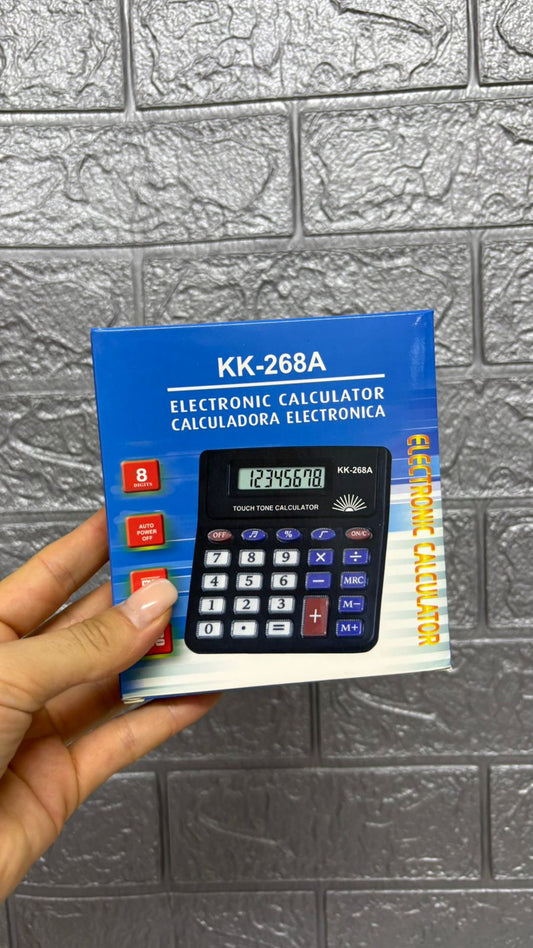 KK-268A
ELECTRONIC CALCULATOR
CALCULADORA ELECTRONICA
8
DIGITS
AUTO
POWER
OFF
12345678
KK-268A
TOUCH TONE CALCULATOR
OFF % ON/C
7 8 9 × ÷
4 5 6 − MRC
1 2 3 + M−
0 • = M+
ELECTRONIC CALCULATOR